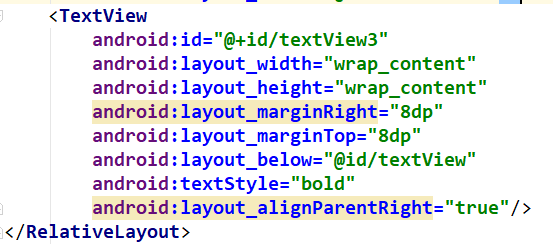 <TextView
android:id="@+id/textView3"
android:layout_width="wrap_content"
android:layout_height="wrap_content"
android:layout_marginRight="8dp"
android:layout_marginTop="8dp"
android:layout_below="@id/textView"
android:textStyle="bold"
android:layout_alignParentRight="true"/>
</RelativeLayout>